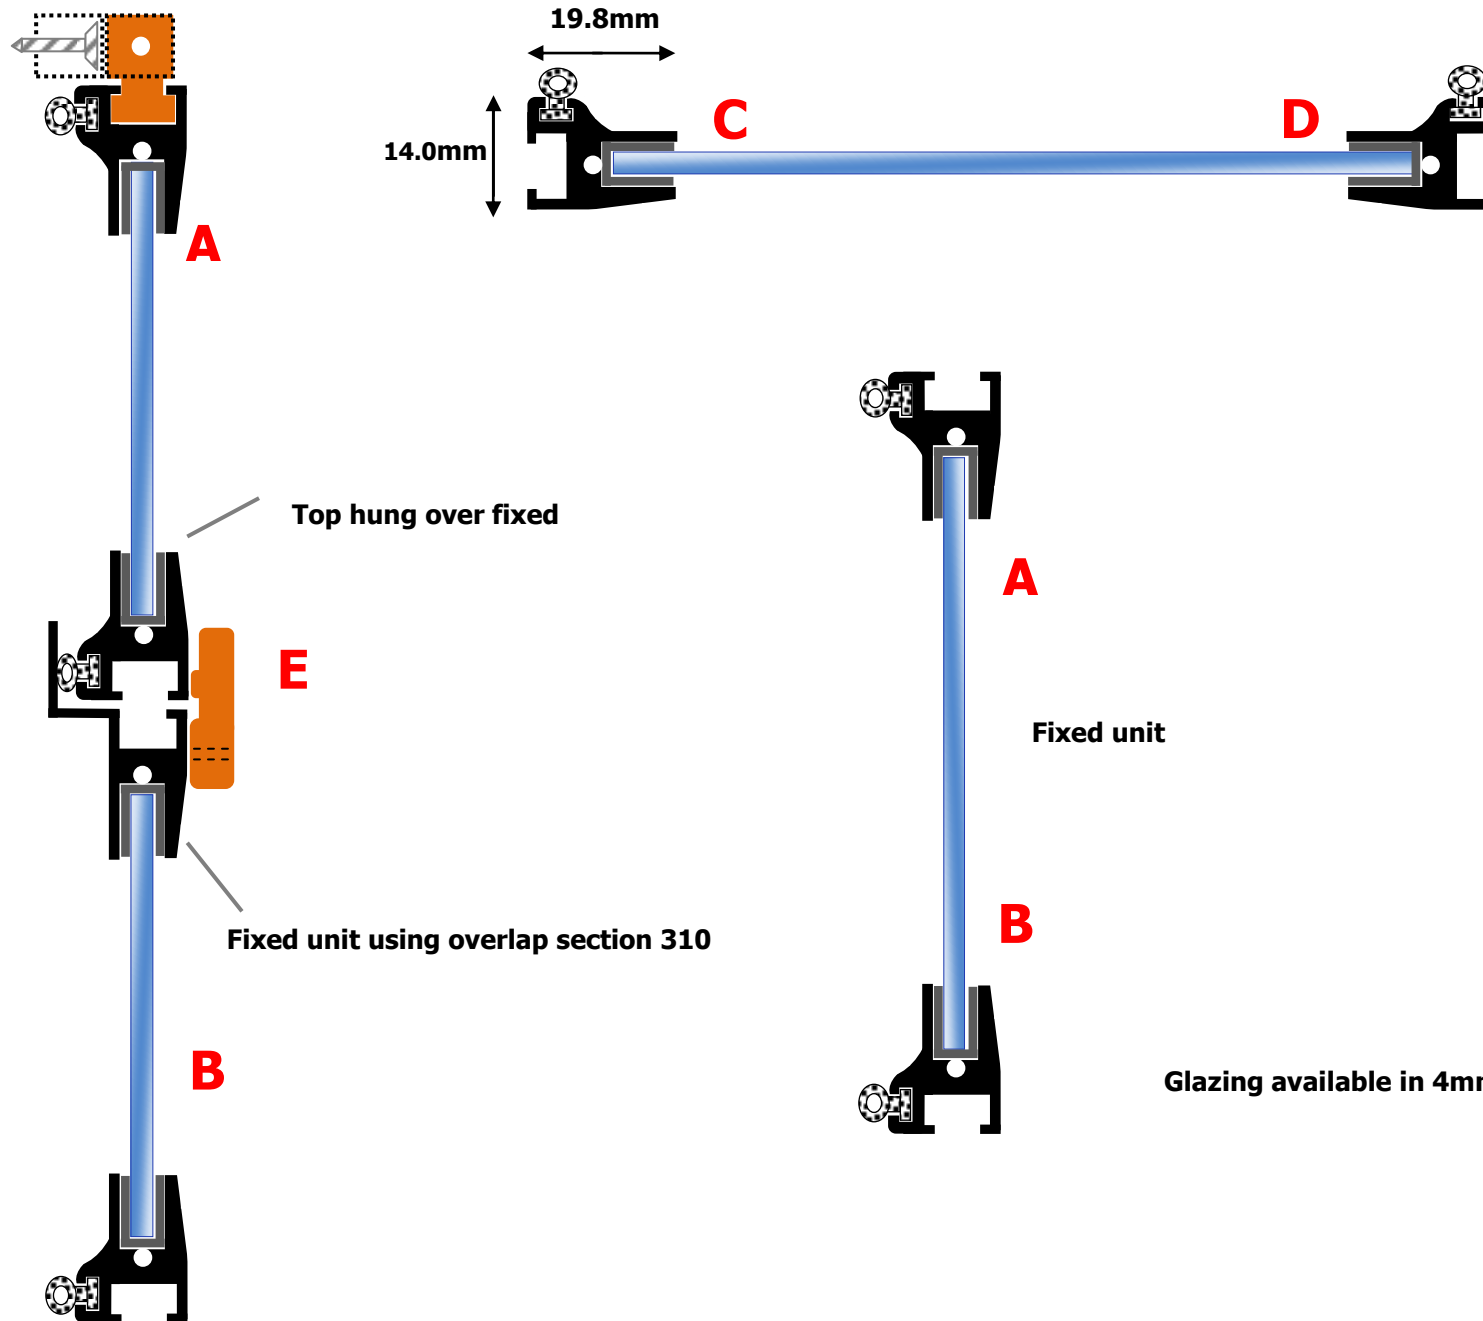 19.8mm
14.0mm
C
D
A
Top hung over fixed
A
E
Fixed unit
B
Fixed unit using overlap section 310
B
Glazing available in